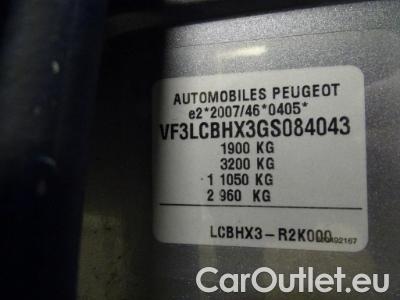 AUTOMOBILES PEUGEOT
e2*2007/46*0405*
VF3LCBHX3GS084043
1900 KG
3200 KG
1 1050 KG
2 960 KG
LCBHX3-R2K000
CarOutlet.eu